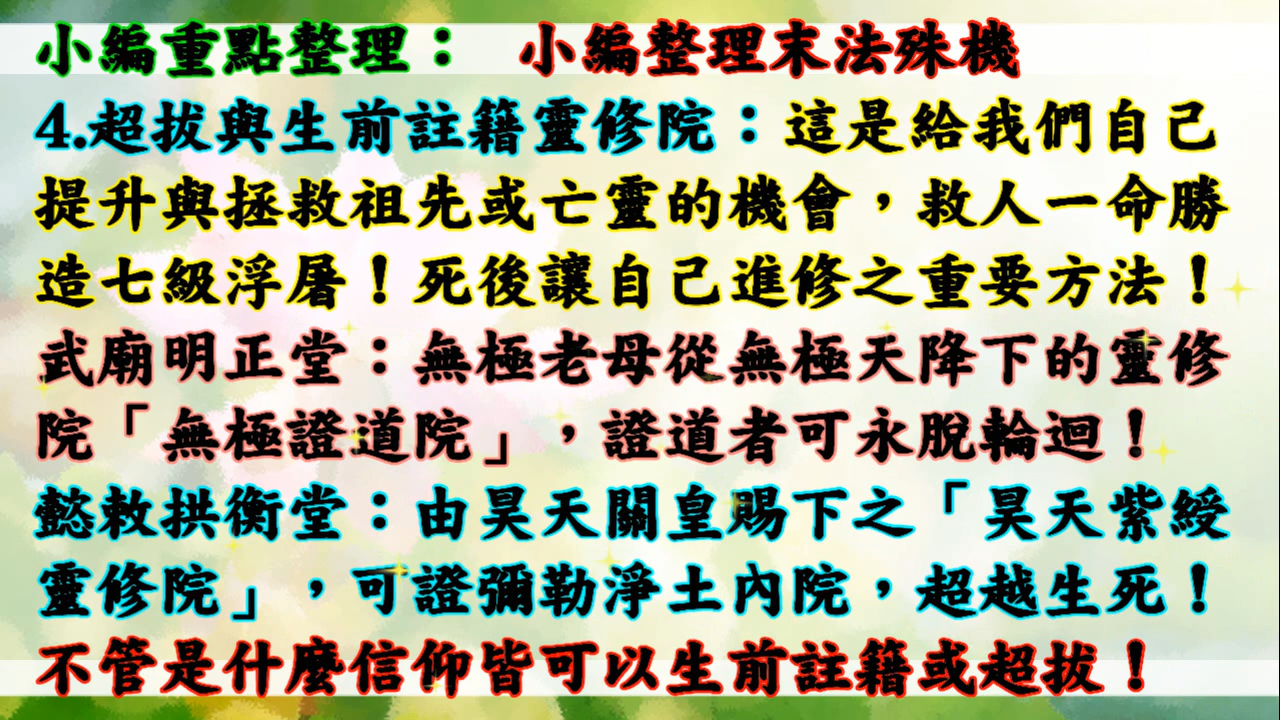 小編重點整理： 小編整理末法殊機
4.超拔與生前註籍靈修院：這是給我們自己
提升與拯救祖先或亡靈的機會，救人一命勝
造七級浮屠！死後讓自己進修之重要方法！
武廟明正堂：無極老母從無極天降下的靈修
院「無極證道院」，證道者可永脫輪迴！
懿敕拱衡堂：由昊天關皇賜下之「昊天紫綬
靈修院」，可證彌勒淨土內院，超越生死！
不管是什麼信仰皆可以生前註籍或超拔！